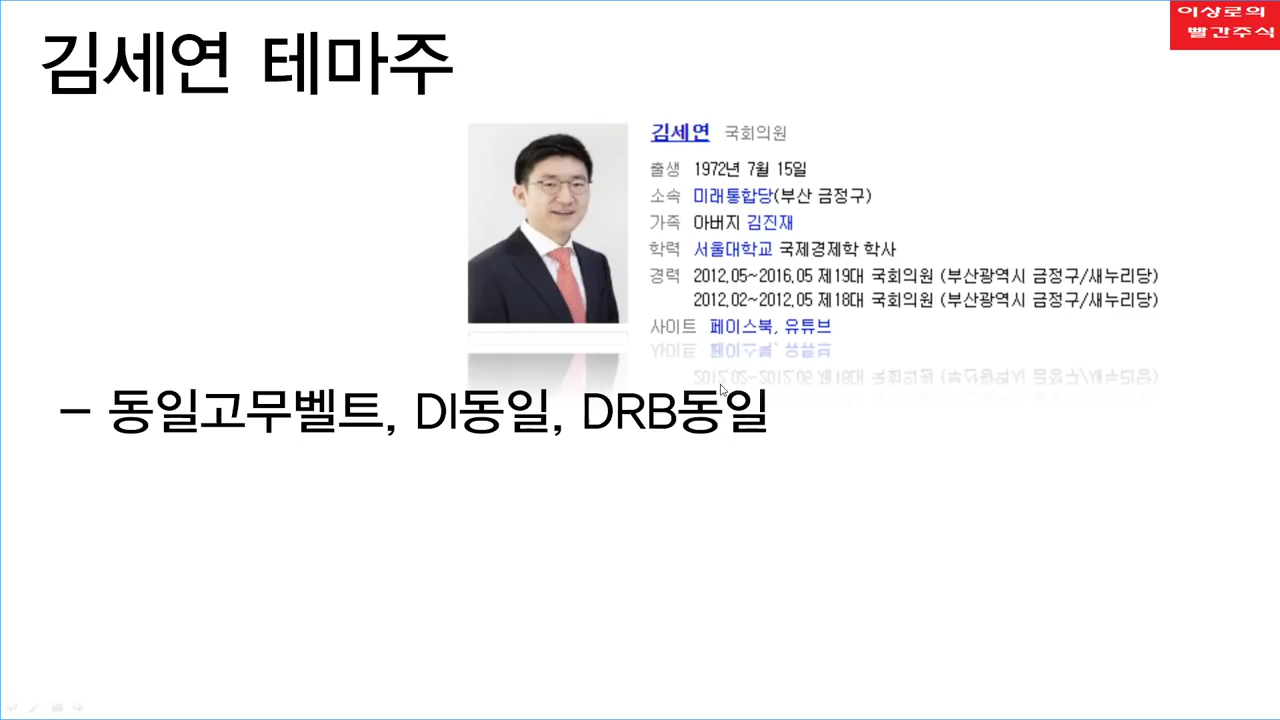 이상로의
빨간주식
김세연 테마주
김세연 국회의원
출생 1972년 7월 15일
소속 미래통합당(부산 금정구)
가족 아버지 김진재
학력 서울대학교 국제경제학 학사
경력 2012.05~2016.05 제19대 국회의원 (부산광역시 금정구/새누리당)
2012.02~2012.05 제18대 국회의원 (부산광역시 금정구/새누리당)
사이트 페이스북, 유튜브
- 동일고무벨트, DI동일, DRB동일